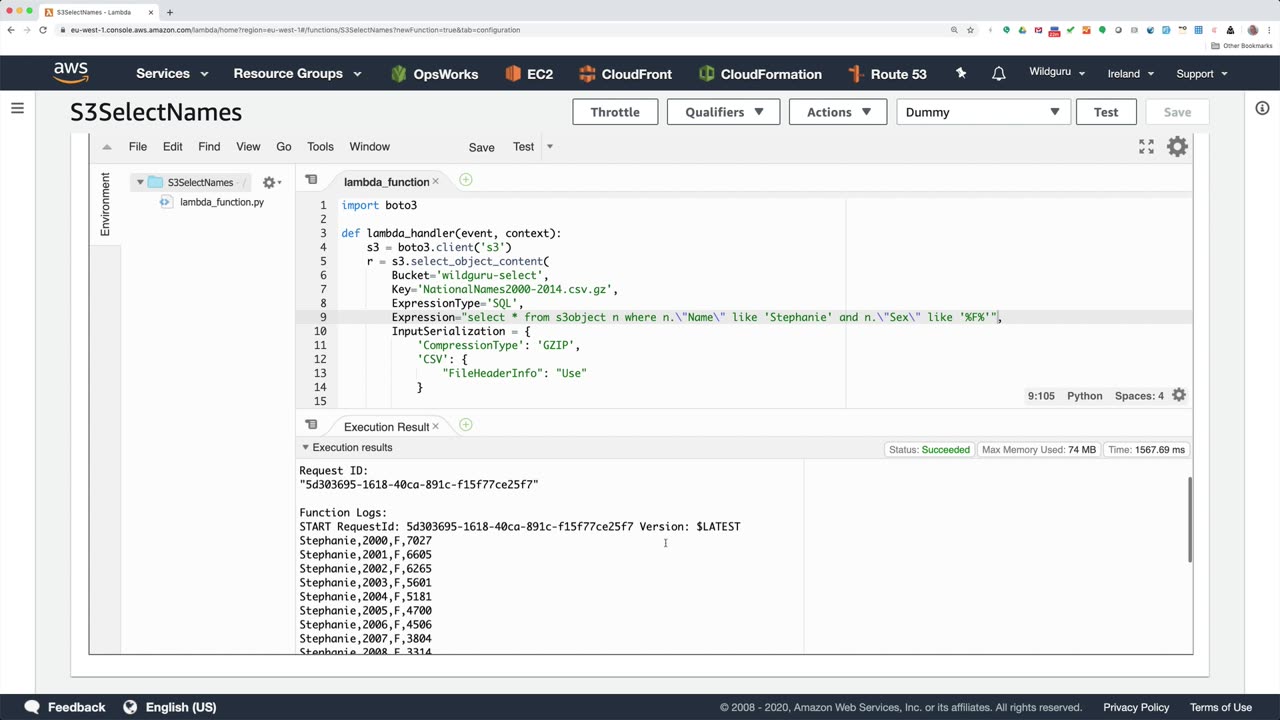 S3SelectNames - Lambda
eu-west-1.console.aws.amazon.com/lambda/home?region=eu-west-1#/functions/S3SelectNames?newFunction=true&tab=configuration
Other Bookmarks
aws Services Resource Groups OpsWorks EC2 CloudFront CloudFormation Route 53 Wildguru Ireland Support
S3SelectNames Throttle Qualifiers Actions Dummy Test Save
File Edit Find View Go Tools Window Save Test
Environment
S3SelectNames /
lambda_function.py
lambda_function
1 import boto3
2
3 def lambda_handler(event, context):
4 s3 = boto3.client('s3')
5 r = s3.select_object_content(
6 Bucket='wildguru-select',
7 Key='NationalNames2000-2014.csv.gz',
8 ExpressionType='SQL',
9 Expression="select * from s3object n where n.\"Name\" like 'Stephanie' and n.\"Sex\" like '%F%'",
10 InputSerialization = {
11 'CompressionType': 'GZIP',
12 'CSV': {
13 "FileHeaderInfo": "Use"
14 }
15
9:105 Python Spaces: 4
Execution Result
Execution results
Status: Succeeded Max Memory Used: 74 MB Time: 1567.69 ms
Request ID:
"5d303695-1618-40ca-891c-f15f77ce25f7"
Function Logs:
START RequestId: 5d303695-1618-40ca-891c-f15f77ce25f7 Version: $LATEST
Stephanie,2000,F,7027
Stephanie,2001,F,6605
Stephanie,2002,F,6265
Stephanie,2003,F,5601
Stephanie,2004,F,5181
Stephanie,2005,F,4700
Stephanie,2006,F,4506
Stephanie,2007,F,3804
Stephanie,2008,F,3314
Feedback English (US) © 2008 - 2020, Amazon Web Services, Inc. or its affiliates. All rights reserved. Privacy Policy Terms of Use